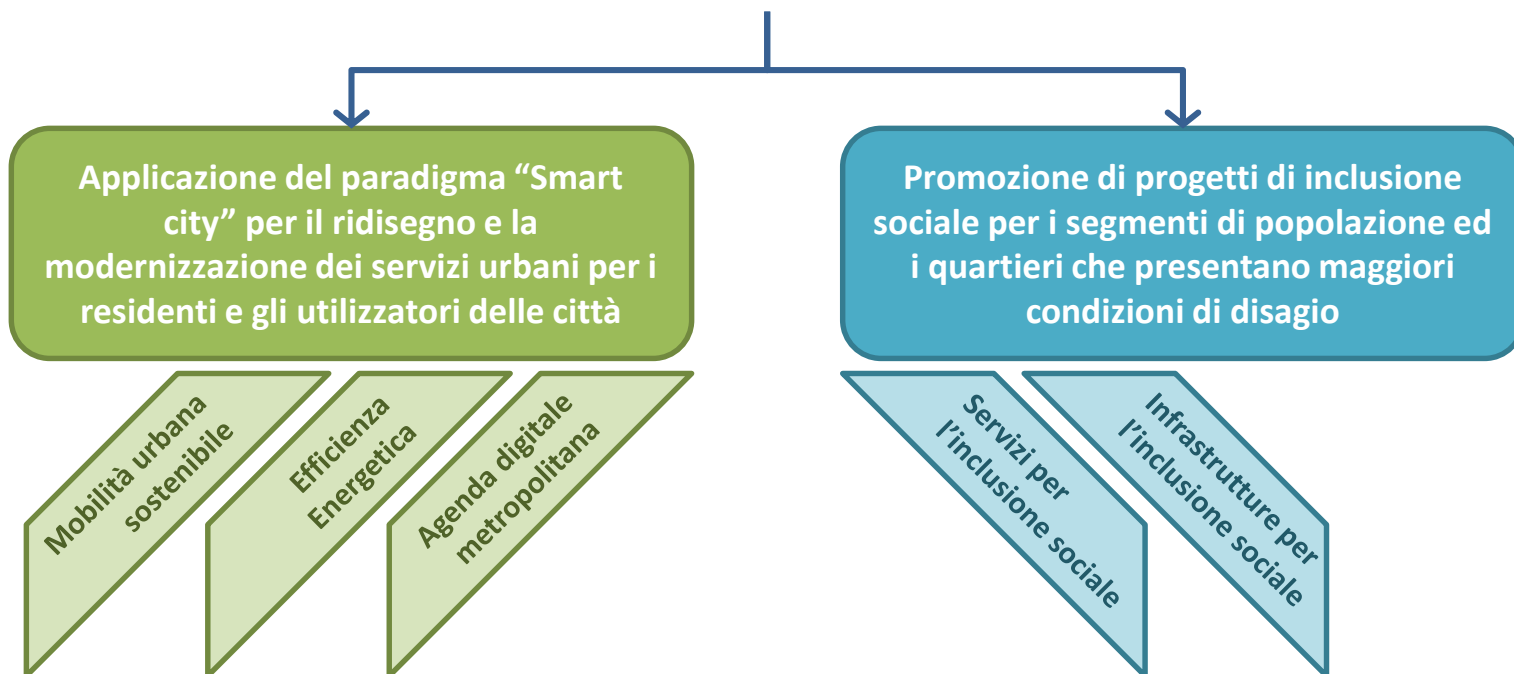 Applicazione del paradigma “Smart
city” per il ridisegno e la
modernizzazione dei servizi urbani per i
residenti e gli utilizzatori delle città
Promozione di progetti di inclusione
sociale per i segmenti di popolazione ed
i quartieri che presentano maggiori
condizioni di disagio
Mobilità urbana
sostenibile
Efficienza
Energetica
Agenda digitale
metropolitana
Servizi per
l’inclusione sociale
Infrastrutture per
l’inclusione sociale